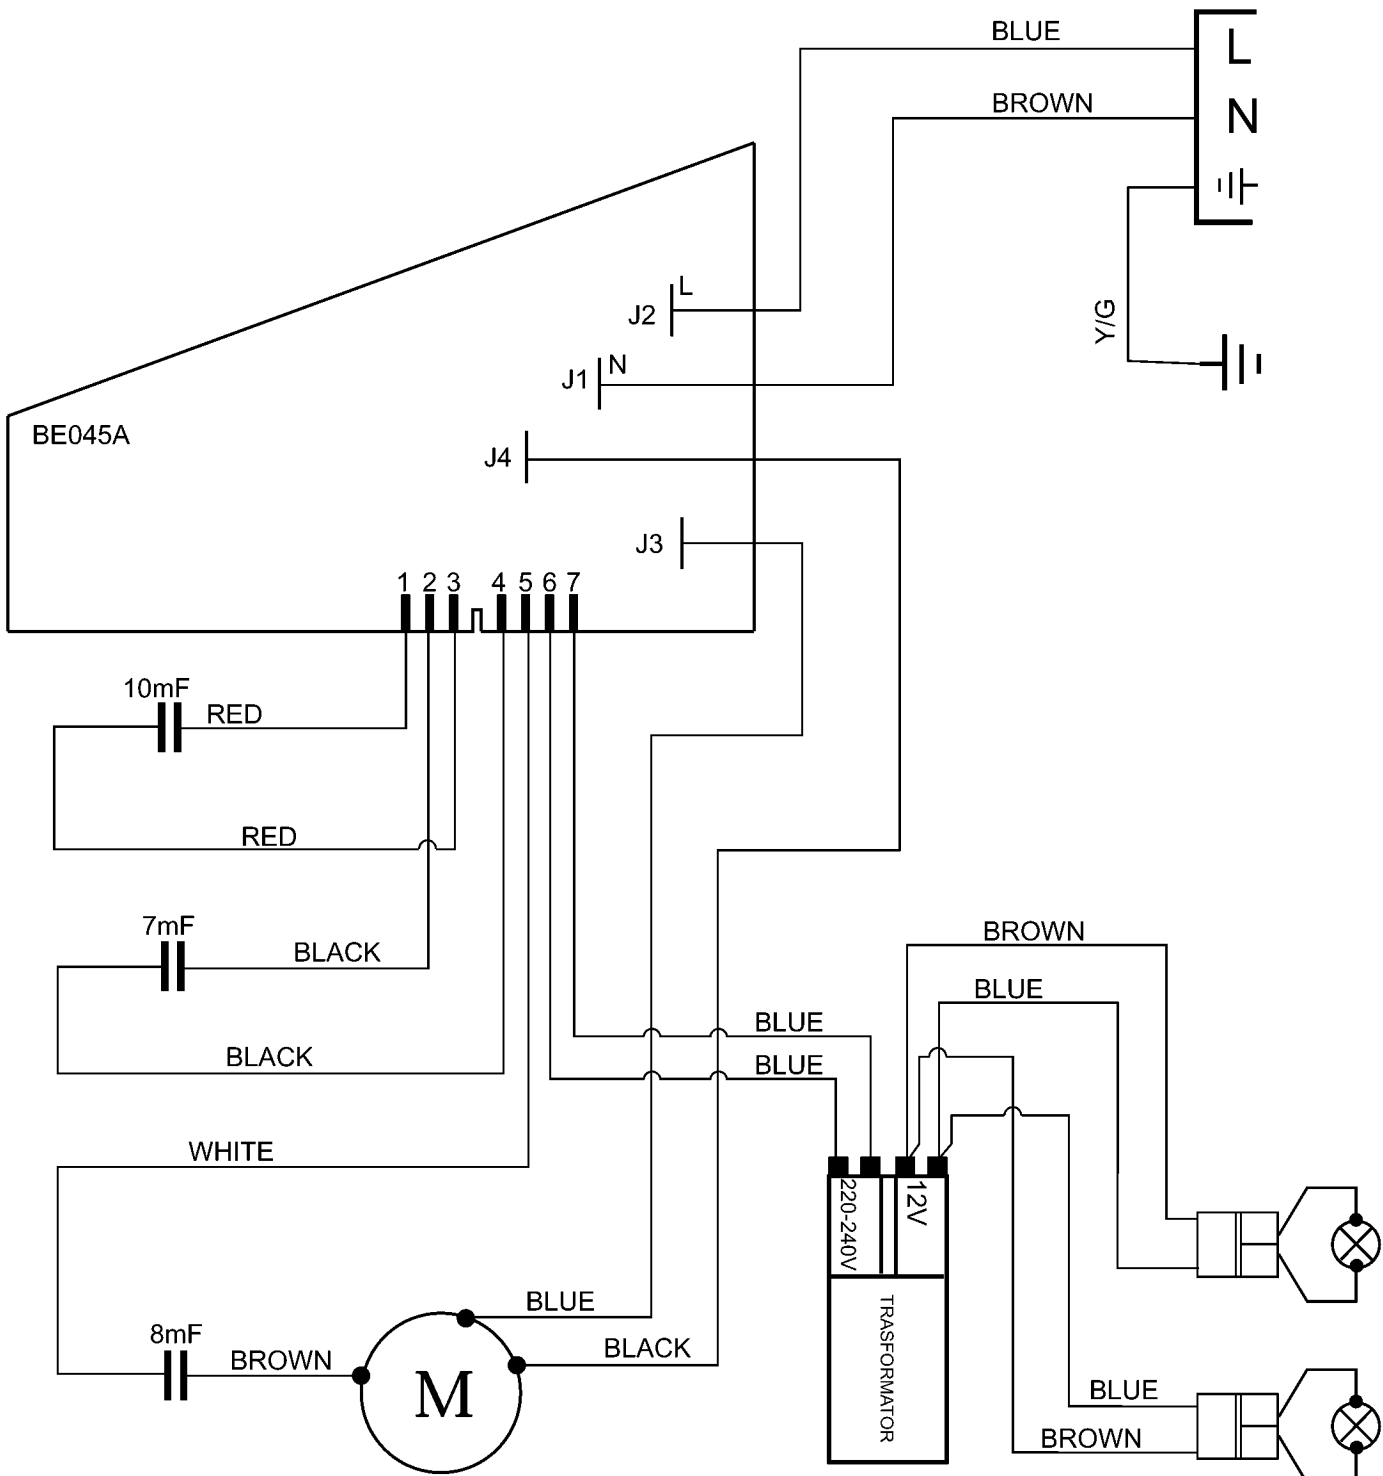 BLUE
L
BROWN
N
L
J2
Y/G
N
J1
BE045A
J4
J3
1 2 3 4 5 6 7
10mF
RED
RED
7mF
BLACK
BROWN
BLUE
BLUE
BLACK
BLUE
WHITE
220-240V
12V
TRASFORMATOR
BLUE
8mF
BROWN
BLACK
M
BLUE
BROWN